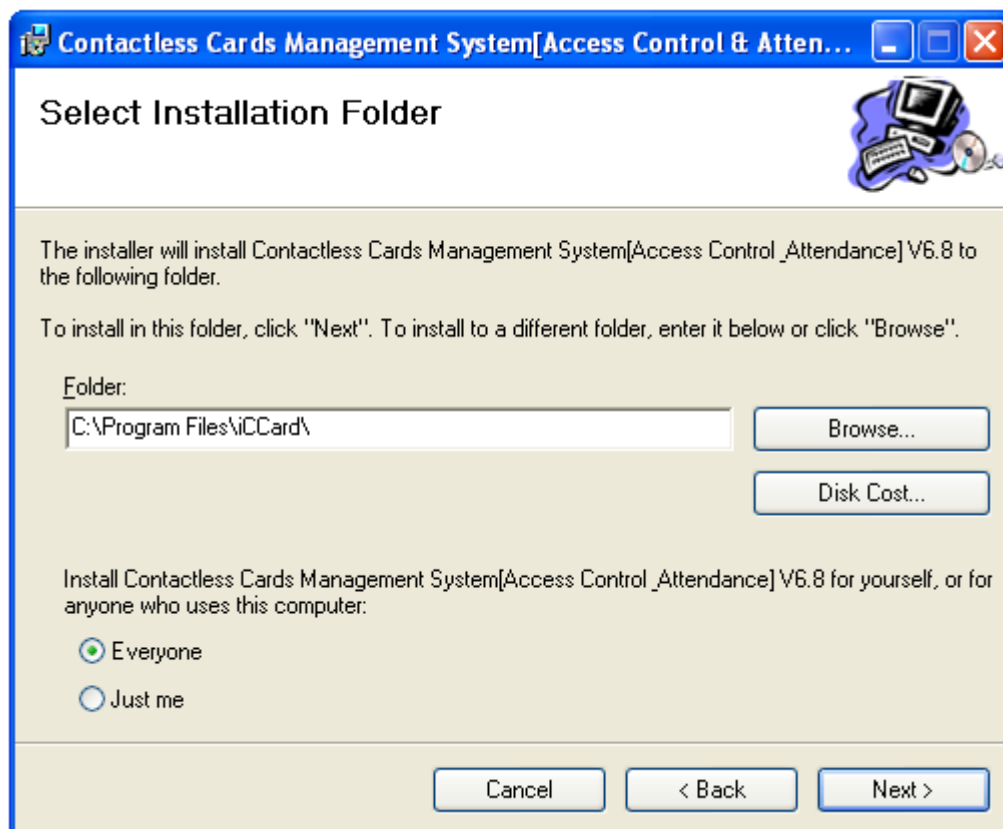 Contactless Cards Management System[Access Control & Atten...
Select Installation Folder
The installer will install Contactless Cards Management System[Access Control _Attendance] V6.8 to
the following folder.
To install in this folder, click "Next". To install to a different folder, enter it below or click "Browse".
Folder:
C:\Program Files\iCCard\
Browse...
Disk Cost...
Install Contactless Cards Management System[Access Control _Attendance] V6.8 for yourself, or for
anyone who uses this computer:
Everyone
Just me
Cancel
< Back
Next >